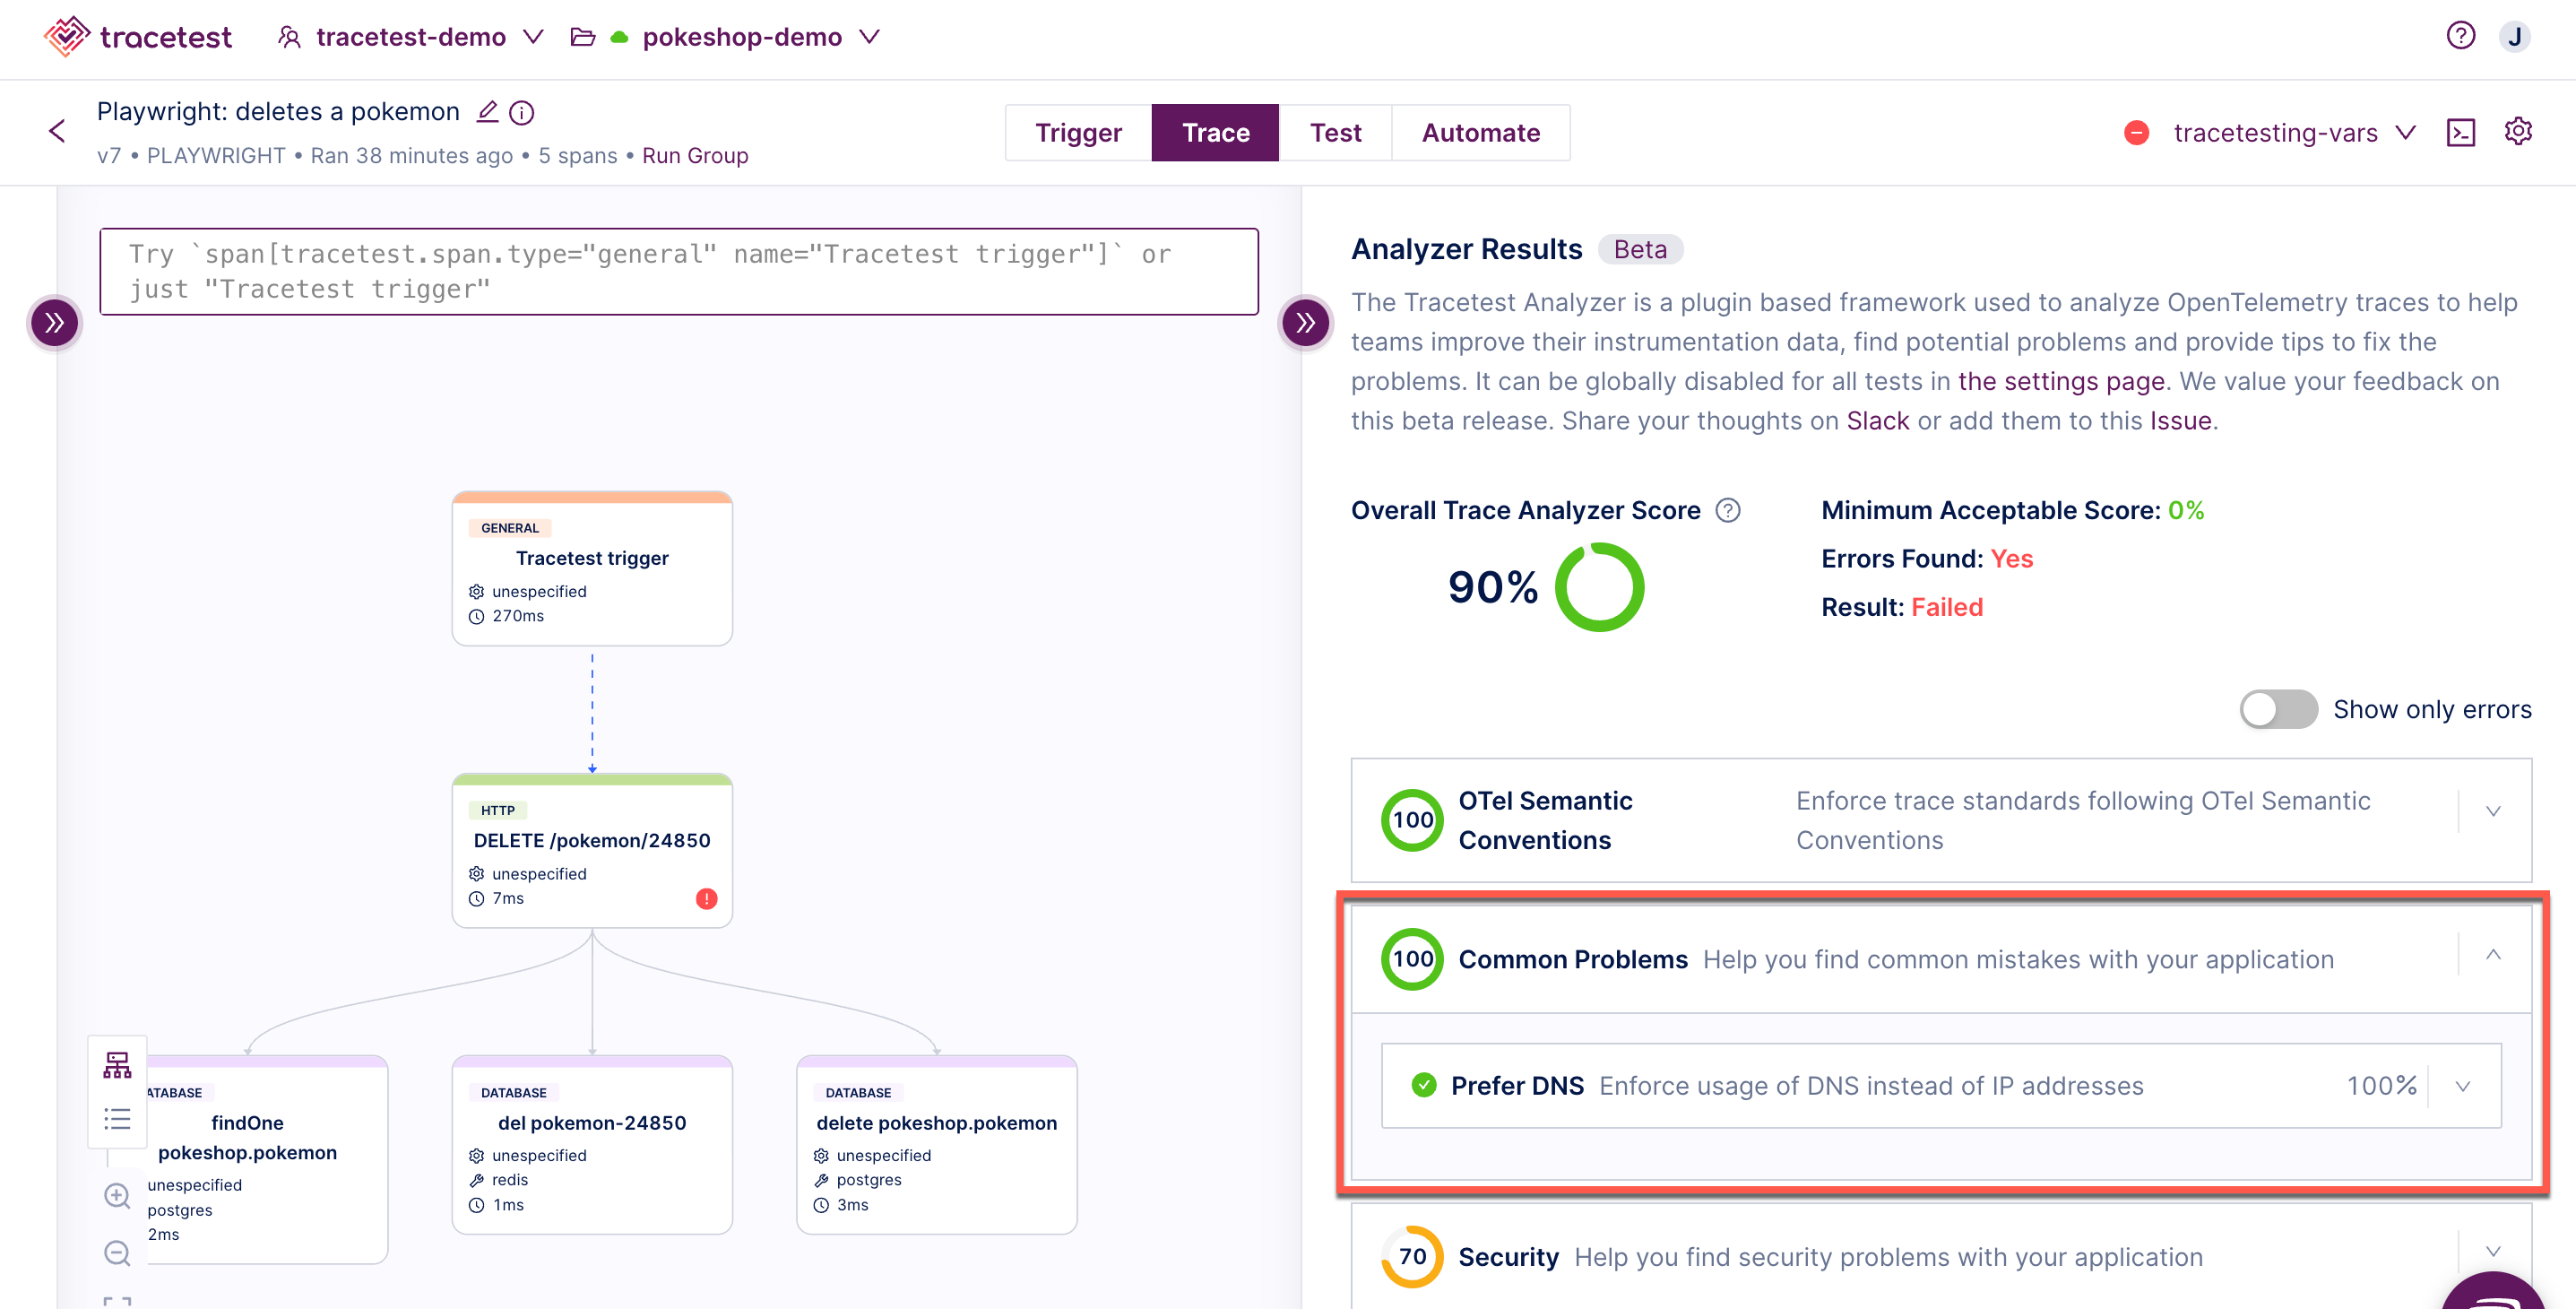 tracetest
tracetest-demo
pokeshop-demo
J
Playwright: deletes a pokemon
v7 • PLAYWRIGHT • Ran 38 minutes ago • 5 spans • Run Group
Trigger
Trace
Test
Automate
tracetesting-vars
Try `span[tracetest.span.type="general" name="Tracetest trigger"]` or
just "Tracetest trigger"
GENERAL
Tracetest trigger
unspecified
270ms
HTTP
DELETE /pokemon/24850
unespecified
7ms
ATABASE
findOne
pokeshop.pokemon
unespecified
postgres
2ms
DATABASE
del pokemon-24850
unespecified
redis
1ms
DATABASE
delete pokeshop.pokemon
unespecified
postgres
3ms
Analyzer Results Beta
The Tracetest Analyzer is a plugin based framework used to analyze OpenTelemetry traces to help
teams improve their instrumentation data, find potential problems and provide tips to fix the
problems. It can be globally disabled for all tests in the settings page. We value your feedback on
this beta release. Share your thoughts on Slack or add them to this Issue.
Overall Trace Analyzer Score ?
90%
Minimum Acceptable Score: 0%
Errors Found: Yes
Result: Failed
Show only errors
100 OTel Semantic
Conventions
Enforce trace standards following OTel Semantic
Conventions
100 Common Problems Help you find common mistakes with your application
Prefer DNS Enforce usage of DNS instead of IP addresses 100%
70 Security Help you find security problems with your application